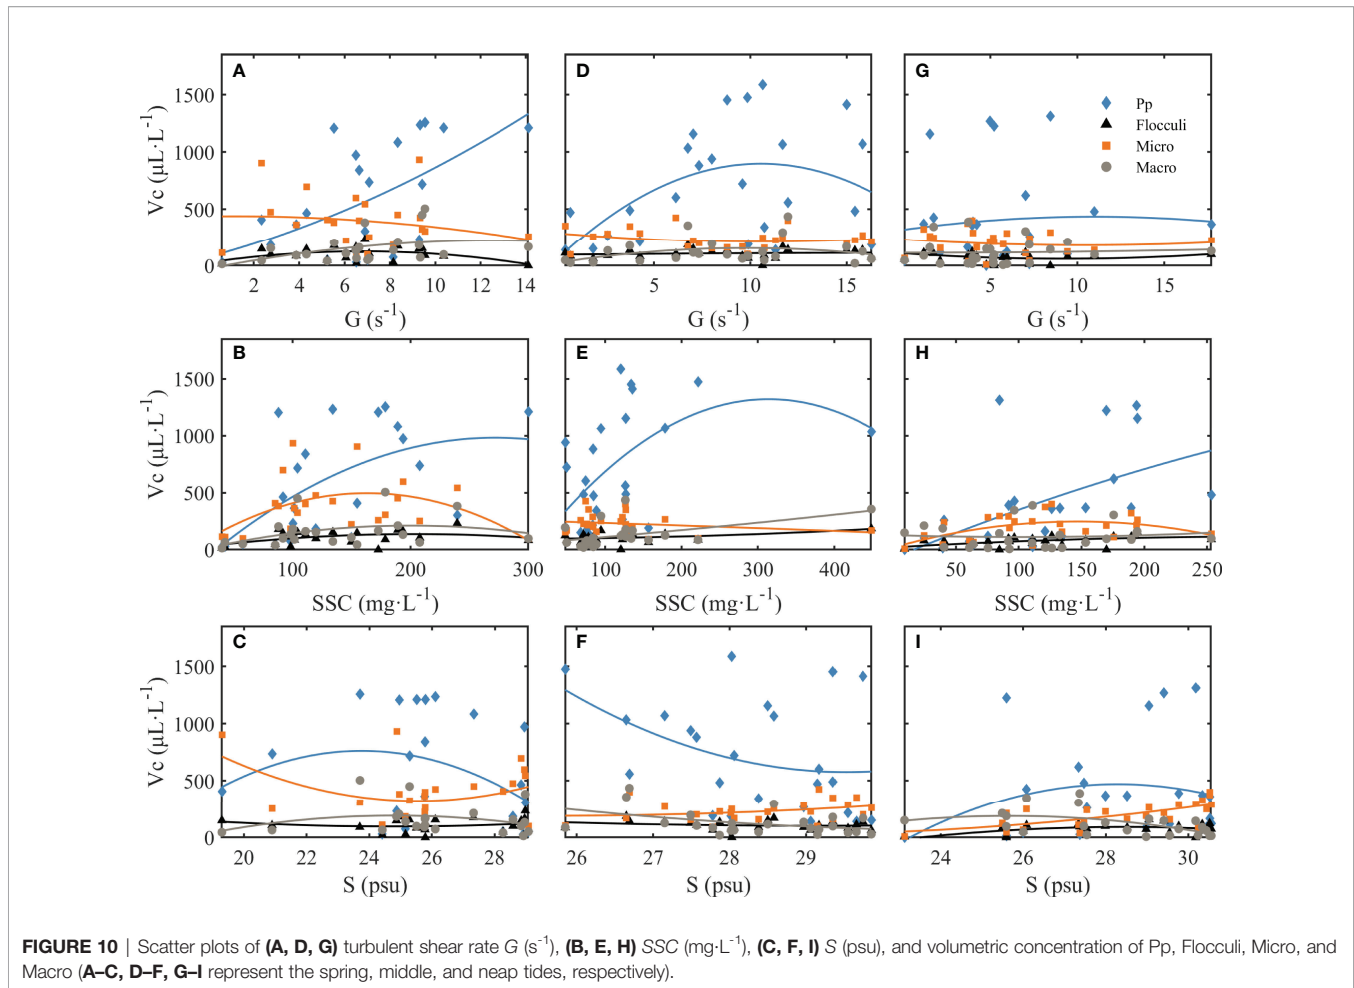 A
D
G
1500
1000
500
0
Vc (μL·L⁻¹)
2 4 6 8 10 12 14
G (s⁻¹)
5 10 15
G (s⁻¹)
5 10 15
G (s⁻¹)
Pp
Flocculi
Micro
Macro
B
E
H
1500
1000
500
0
Vc (μL·L⁻¹)
100 200 300
SSC (mg·L⁻¹)
100 200 300 400
SSC (mg·L⁻¹)
50 100 150 200 250
SSC (mg·L⁻¹)
C
F
I
1500
1000
500
0
Vc (μL·L⁻¹)
20 22 24 26 28
S (psu)
26 27 28 29
S (psu)
24 26 28 30
S (psu)
FIGURE 10 | Scatter plots of (A, D, G) turbulent shear rate G (s⁻¹), (B, E, H) SSC (mg·L⁻¹), (C, F, I) S (psu), and volumetric concentration of Pp, Flocculi, Micro, and
Macro (A–C, D–F, G–I represent the spring, middle, and neap tides, respectively).